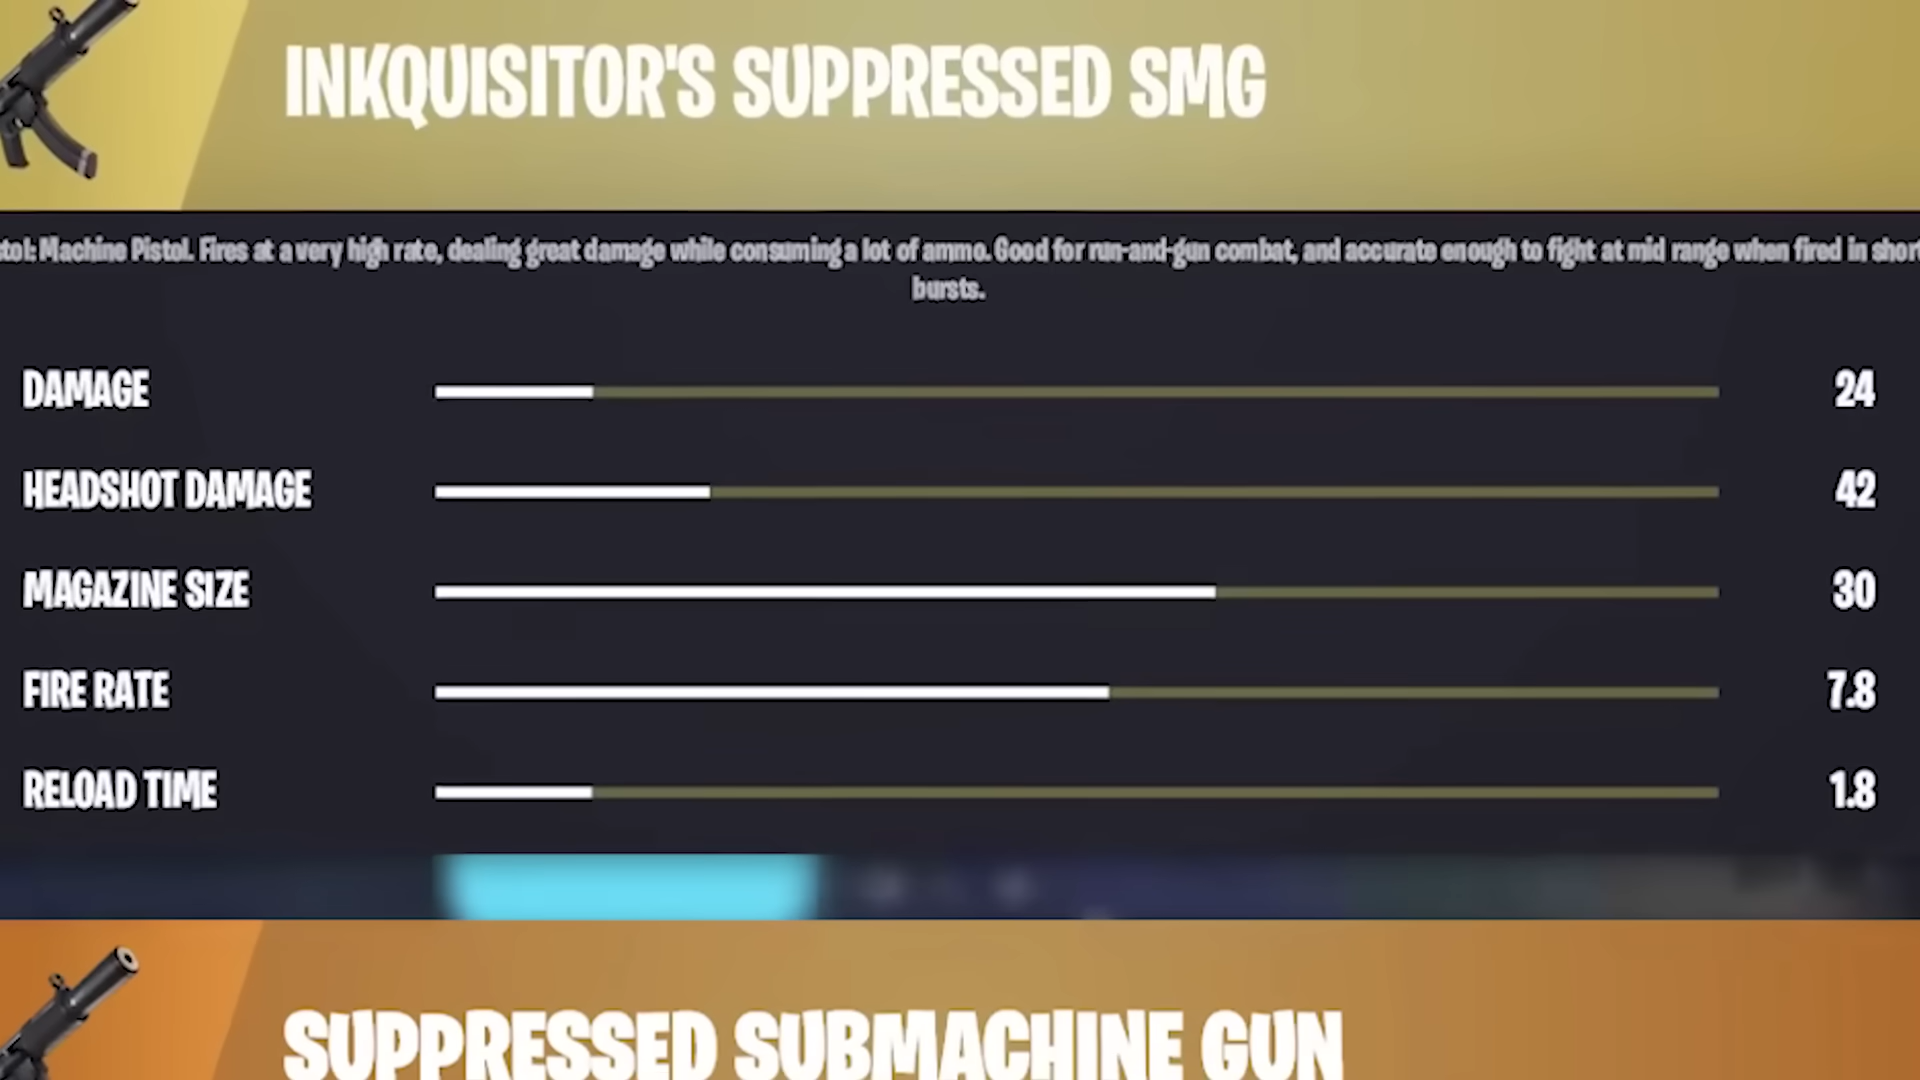 INKQUISITOR'S SUPPRESSED SMG
Machine Pistol. Fires at a very high rate, dealing great damage while consuming a lot of ammo. Good for run-and-gun combat, and accurate enough to fight at mid range when fired in short
bursts.
DAMAGE 24
HEADSHOT DAMAGE 42
MAGAZINE SIZE 30
FIRE RATE 7.8
RELOAD TIME 1.8
SUPPRESSED SUBMACHINE GUN